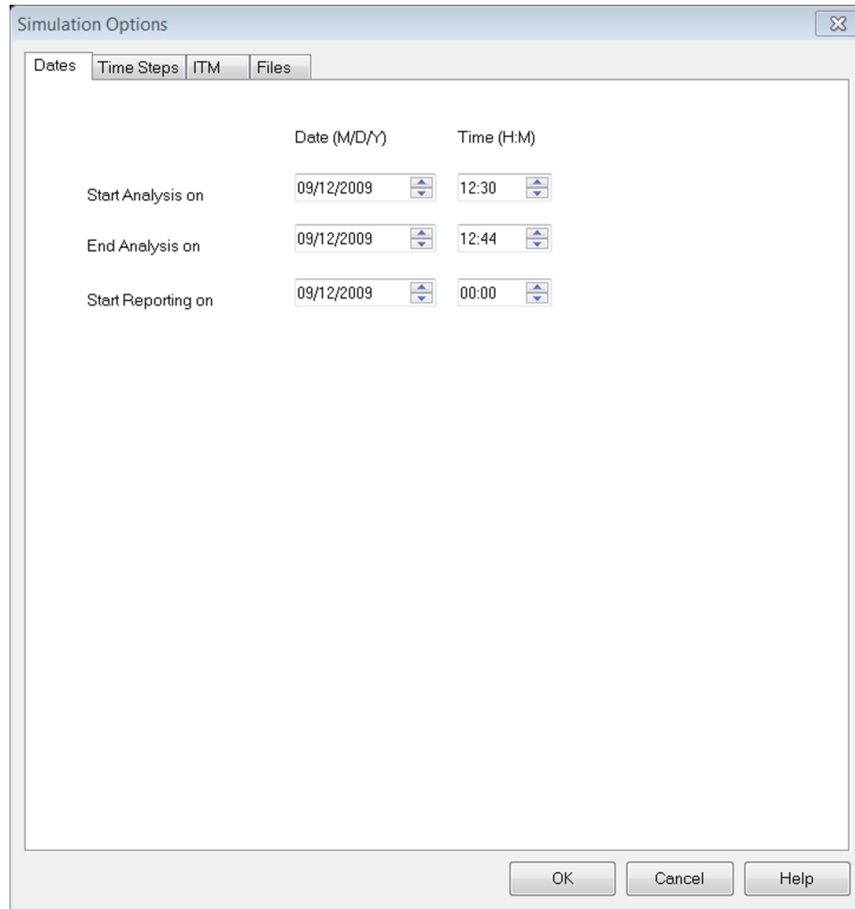 Simulation Options
Dates Time Steps ITM Files
Date (M/D/Y) Time (H:M)
Start Analysis on 09/12/2009 12:30
End Analysis on 09/12/2009 12:44
Start Reporting on 09/12/2009 00:00
OK Cancel Help